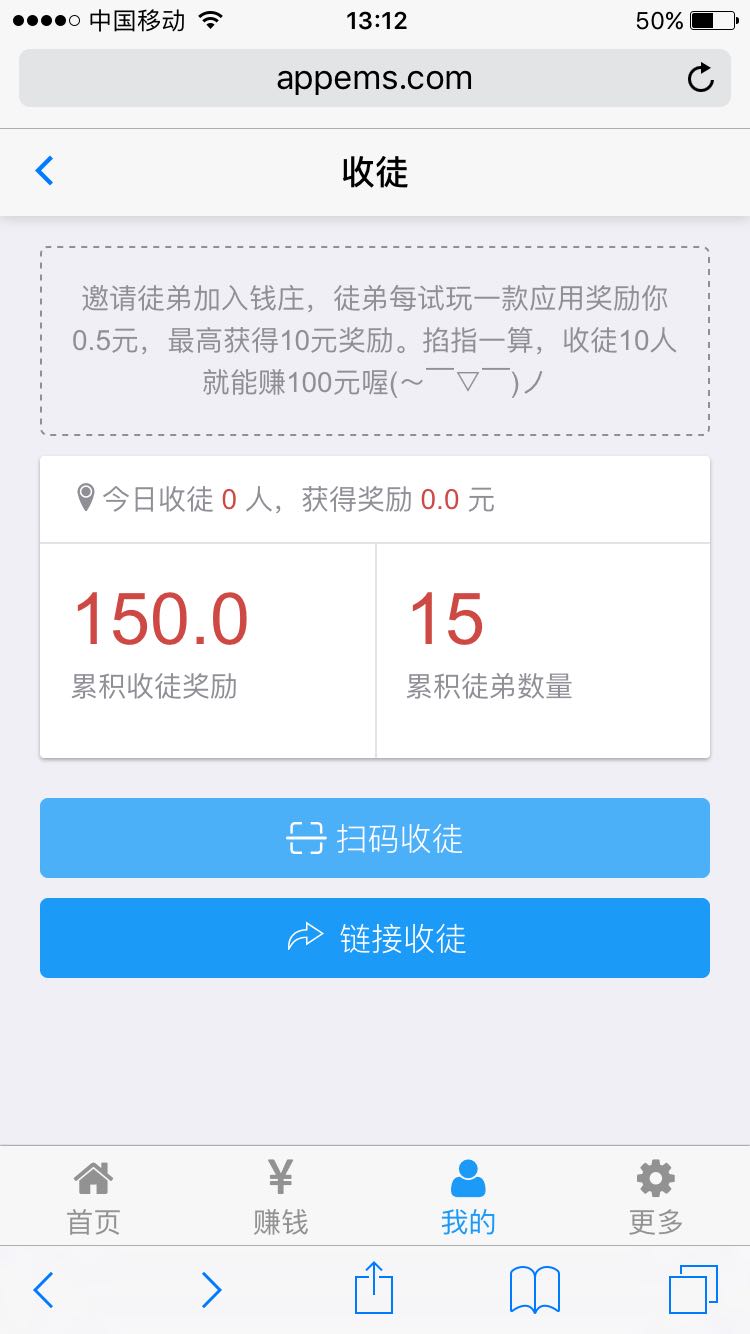 中国移动 13:12 50%
appems.com
收徒
邀请徒弟加入钱庄，徒弟每试玩一款应用奖励你
0.5元，最高获得10元奖励。掐指一算，收徒10人
就能赚100元喔(～￣▽￣)ノ
今日收徒 0 人，获得奖励 0.0 元
150.0
累积收徒奖励
15
累积徒弟数量
扫码收徒
链接收徒
首页 赚钱 我的 更多